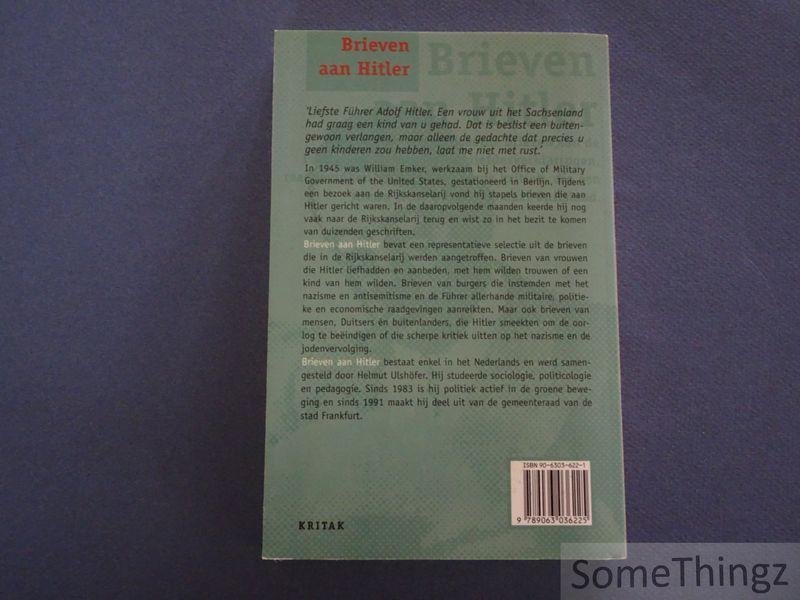 Brieven
aan Hitler
Brieven
Hitler
'Liefste Führer Adolf Hitler. Een vrouw uit het Sachsenland
had graag een kind van u gehad. Dat is beslist een buiten-
gewoon verlangen, maar alleen de gedachte dat precies u
geen kinderen zou hebben, laat me niet met rust.'
In 1945 was William Emker, werkzaam bij het Office of Military
Government of the United States, gestationeerd in Berlijn. Tijdens
een bezoek aan de Rijkskanselarij vond hij stapels brieven die aan
Hitler gericht waren. In de daaropvolgende maanden keerde hij nog
vaak naar de Rijkskanselarij terug en wist zo in het bezit te komen
van duizenden geschriften.
Brieven aan Hitler bevat een representatieve selectie uit de brieven
die in de Rijkskanselarij werden aangetroffen. Brieven van vrouwen
die Hitler liefhadden en aanbeden, met hem wilden trouwen of een
kind van hem wilden. Brieven van burgers die instemden met het
nazisme en antisemitisme en de Führer allerhande militaire, politie-
ke en economische raadgevingen aanreikten. Maar ook brieven van
mensen, Duitsers én buitenlanders, die Hitler smeekten om de oor-
log te beëindigen of die scherpe kritiek uitten op het nazisme en de
jodenvervolging.
Brieven aan Hitler bestaat enkel in het Nederlands en werd samen-
gesteld door Helmut Ulshöfer. Hij studeerde sociologie, politicologie
en pedagogie. Sinds 1983 is hij politiek actief in de groene bewe-
ging en sinds 1991 maakt hij deel uit van de gemeenteraad van de
stad Frankfurt.
ISBN 90-6303-622-1
9 789063 036225
KRITAK
SomeThingz